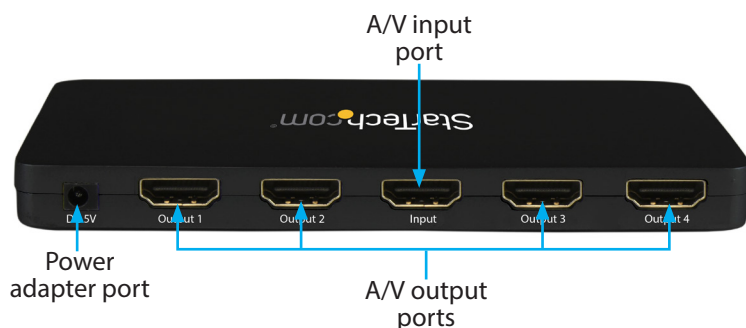 A/V input
port
StarTech.com
DC 5V
Output 1
Output 2
Input
Output 3
Output 4
Power
adapter port
A/V output
ports